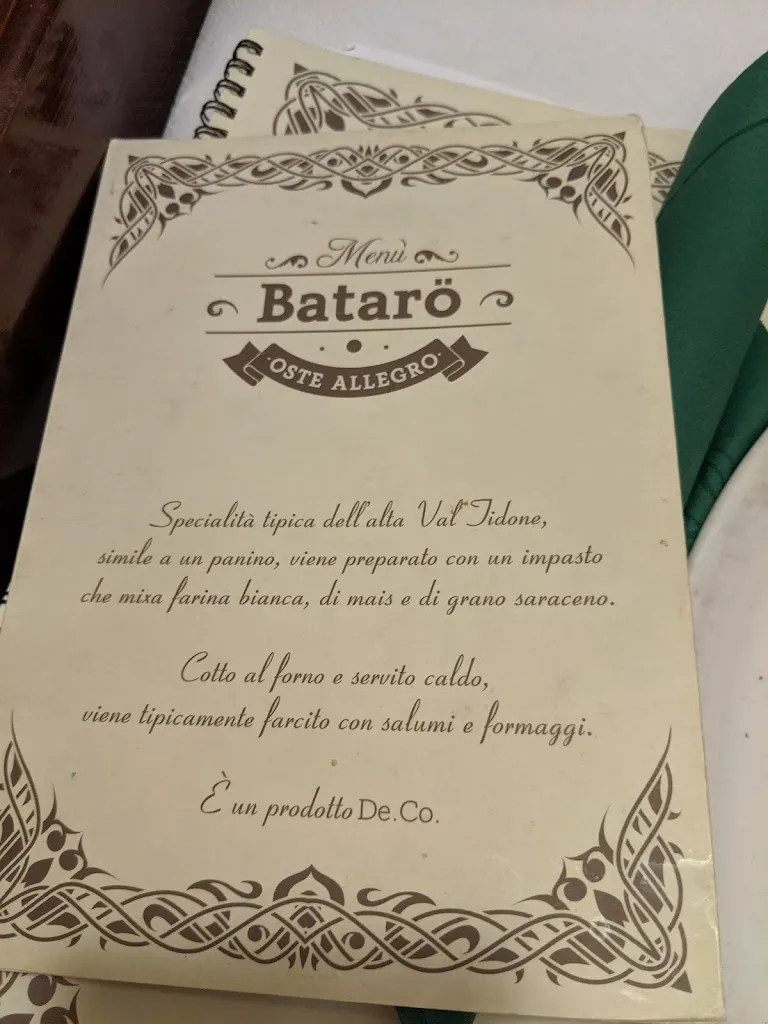 Menù
Batarö
OSTE ALLEGRO
Specialità tipica dell'alta Val Tidone,
simile a un panino, viene preparato con un impasto
che mixa farina bianca, di mais e di grano saraceno.
Cotto al forno e servito caldo,
viene tipicamente farcito con salumi e formaggi.
È un prodotto De.Co.